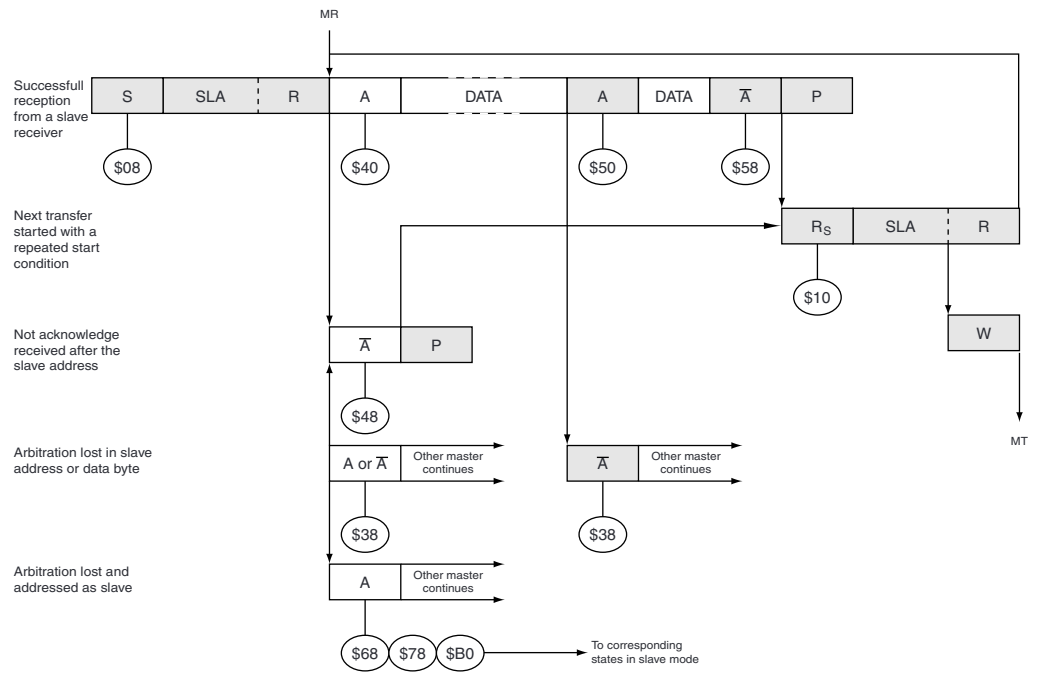 MR
Successfull
reception
from a slave
receiver
S SLA R A DATA A DATA A̅ P
$08 $40 $50 $58
Next transfer
started with a
repeated start
condition
RS SLA R
$10
Not acknowledge
received after the
slave address
A̅ P
W
$48
MT
Arbitration lost in slave
address or data byte
A or A̅
Other master
continues
A̅
Other master
continues
$38 $38
Arbitration lost and
addressed as slave
A
Other master
continues
$68 $78 $B0
To corresponding
states in slave mode